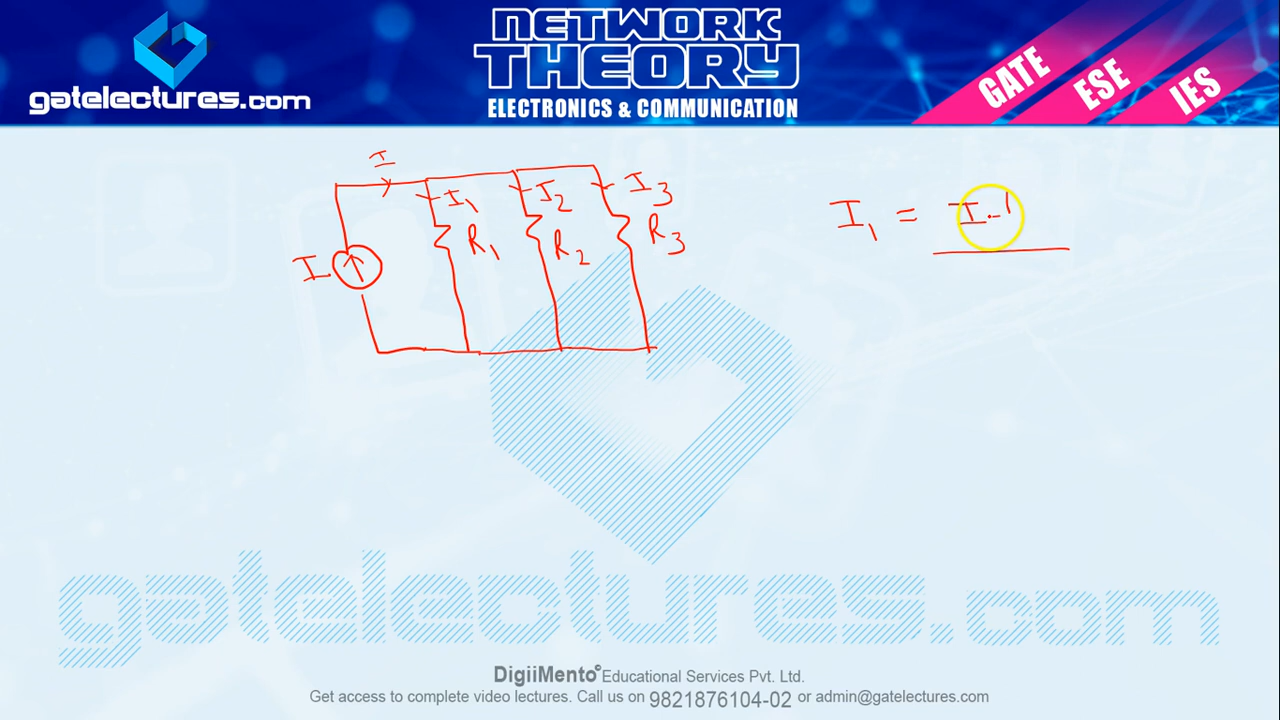 NETWORK
THEORY
ELECTRONICS & COMMUNICATION
gatelectures.com
GATE
ESE
IES
I
I1
I2
I3
I
R1
R2
R3
I1 = I.
gatelectures.com
DigiiMento© Educational Services Pvt. Ltd.
Get access to complete video lectures. Call us on 9821876104-02 or admin@gatelectures.com